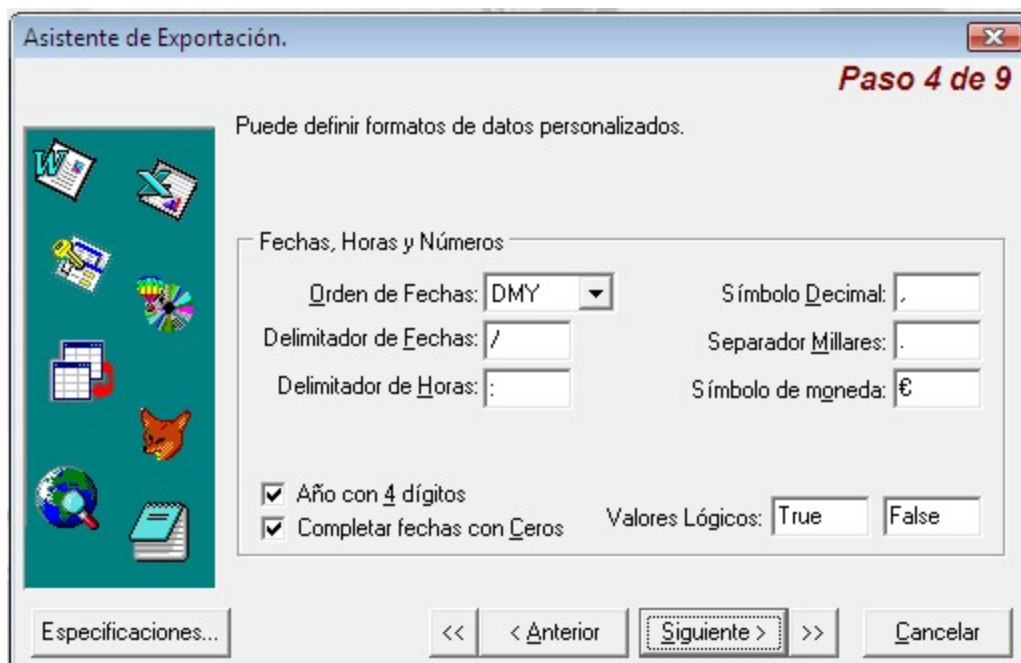 Asistente de Exportación.
Paso 4 de 9
Puede definir formatos de datos personalizados.
Fechas, Horas y Números
Orden de Fechas: DMY
Símbolo Decimal: ,
Delimitador de Fechas: /
Separador Millares: .
Delimitador de Horas: :
Símbolo de moneda: €
Año con 4 dígitos
Completar fechas con Ceros
Valores Lógicos: True False
Especificaciones... << < Anterior Siguiente > >> Cancelar